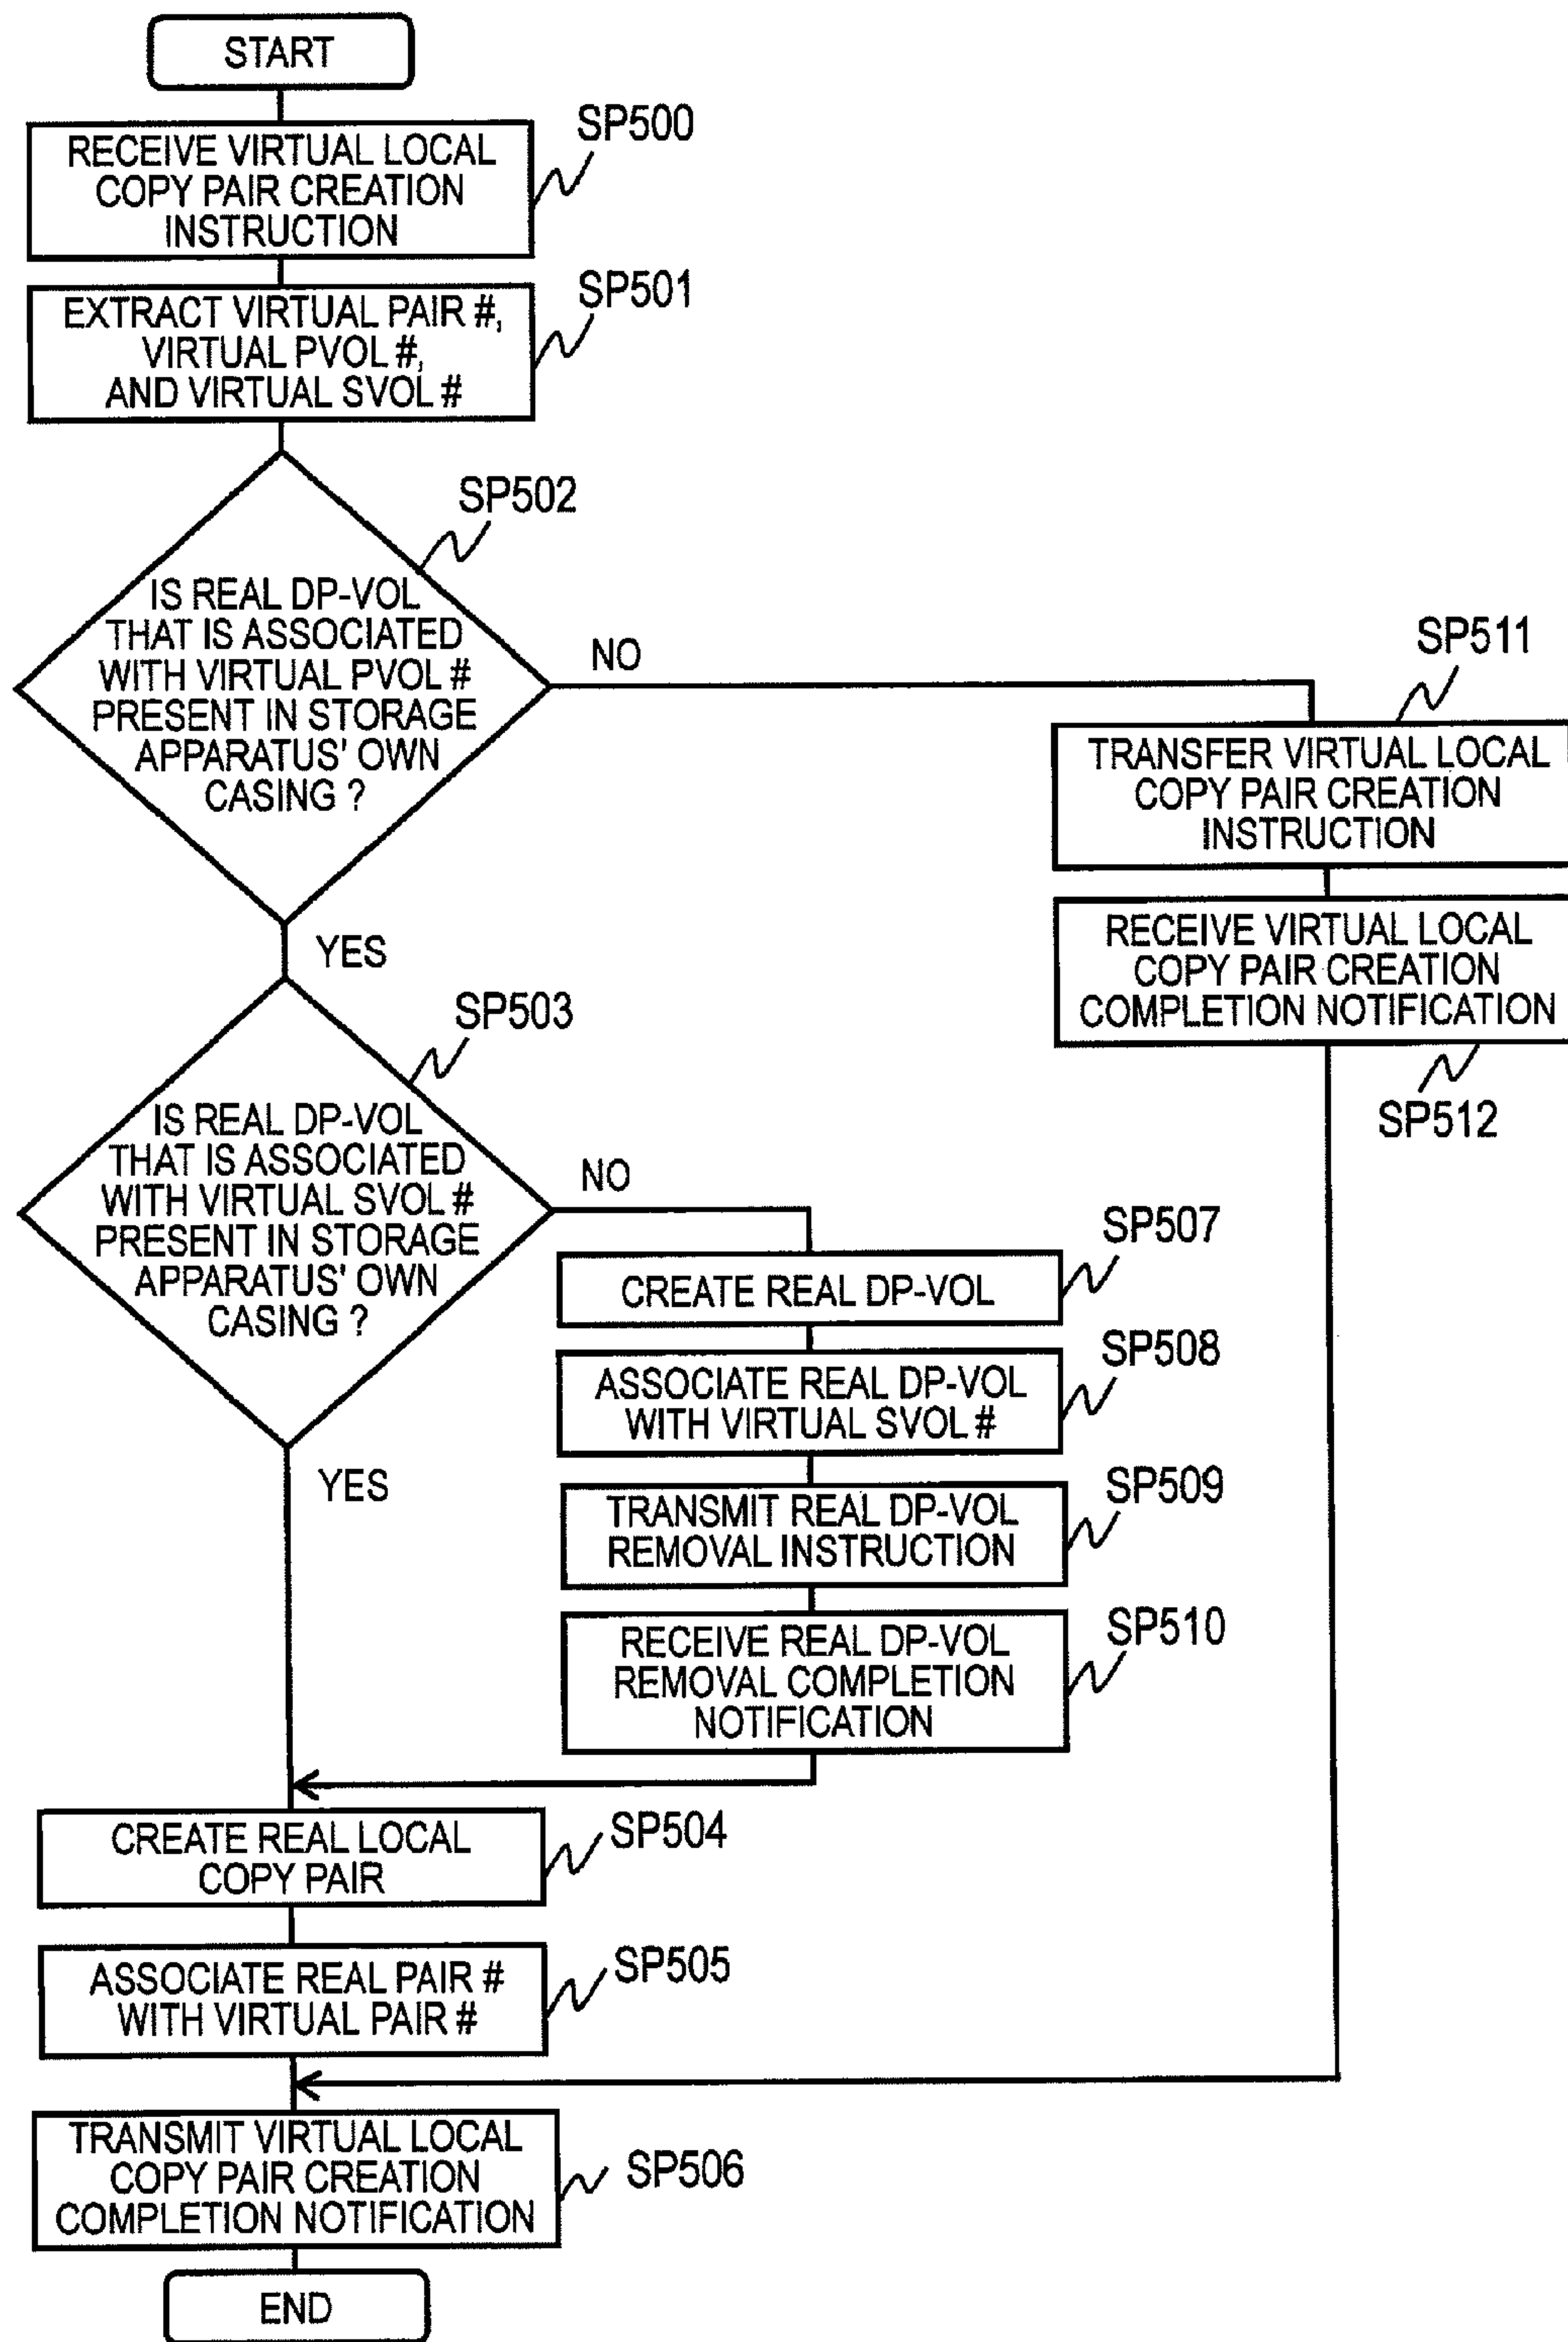 START
RECEIVE VIRTUAL LOCAL
COPY PAIR CREATION
INSTRUCTION
SP500
EXTRACT VIRTUAL PAIR #,
VIRTUAL PVOL #,
AND VIRTUAL SVOL #
SP501
IS REAL DP-VOL
THAT IS ASSOCIATED
WITH VIRTUAL PVOL #
PRESENT IN STORAGE
APPARATUS' OWN
CASING ?
SP502
NO
YES
SP511
TRANSFER VIRTUAL LOCAL
COPY PAIR CREATION
INSTRUCTION
RECEIVE VIRTUAL LOCAL
COPY PAIR CREATION
COMPLETION NOTIFICATION
SP512
IS REAL DP-VOL
THAT IS ASSOCIATED
WITH VIRTUAL SVOL #
PRESENT IN STORAGE
APPARATUS' OWN
CASING ?
SP503
NO
YES
CREATE REAL DP-VOL
SP507
ASSOCIATE REAL DP-VOL
WITH VIRTUAL SVOL #
SP508
TRANSMIT REAL DP-VOL
REMOVAL INSTRUCTION
SP509
RECEIVE REAL DP-VOL
REMOVAL COMPLETION
NOTIFICATION
SP510
CREATE REAL LOCAL
COPY PAIR
SP504
ASSOCIATE REAL PAIR #
WITH VIRTUAL PAIR #
SP505
TRANSMIT VIRTUAL LOCAL
COPY PAIR CREATION
COMPLETION NOTIFICATION
SP506
END